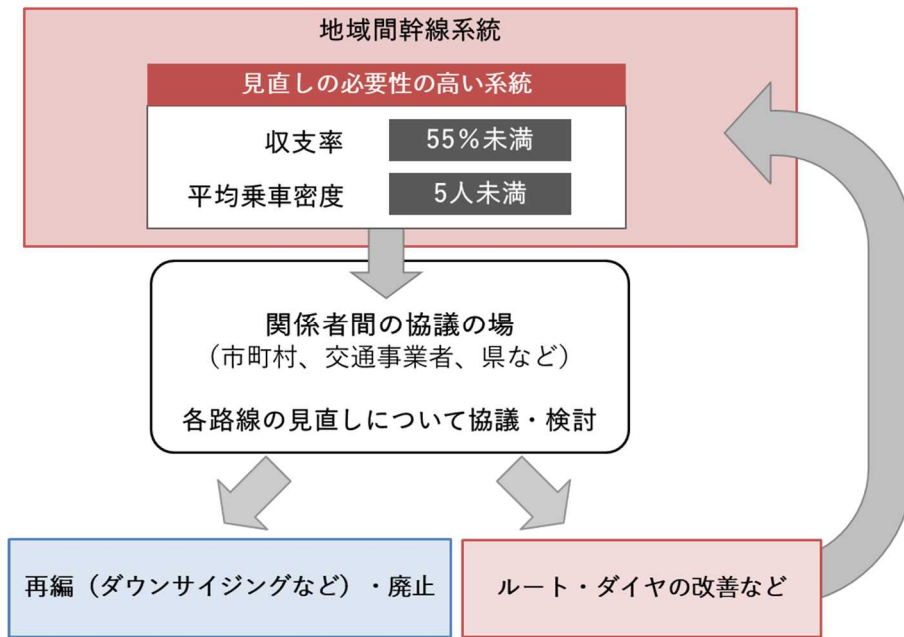 地域間幹線系統
見直しの必要性の高い系統
収支率 55%未満
平均乗車密度 5人未満
関係者間の協議の場
（市町村、交通事業者、県など）
各路線の見直しについて協議・検討
再編（ダウンサイジングなど）・廃止
ルート・ダイヤの改善など